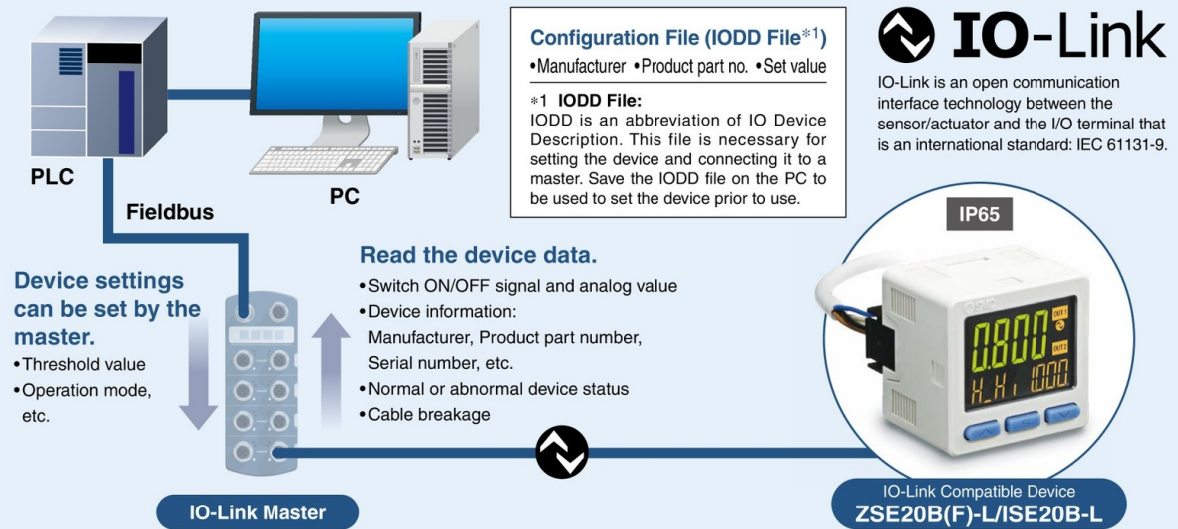 PLC
PC
Fieldbus
Configuration File (IODD File*1)
•Manufacturer •Product part no. •Set value
*1 IODD File:
IODD is an abbreviation of IO Device
Description. This file is necessary for
setting the device and connecting it to a
master. Save the IODD file on the PC to
be used to set the device prior to use.
IO-Link
IO-Link is an open communication
interface technology between the
sensor/actuator and the I/O terminal that
is an international standard: IEC 61131-9.
Device settings
can be set by the
master.
•Threshold value
•Operation mode,
etc.
Read the device data.
•Switch ON/OFF signal and analog value
•Device information:
Manufacturer, Product part number,
Serial number, etc.
•Normal or abnormal device status
•Cable breakage
IO-Link Master
IP65
0.800
OUT1
OUT2
H_Hi 1000
S
IO-Link Compatible Device
ZSE20B(F)-L/ISE20B-L